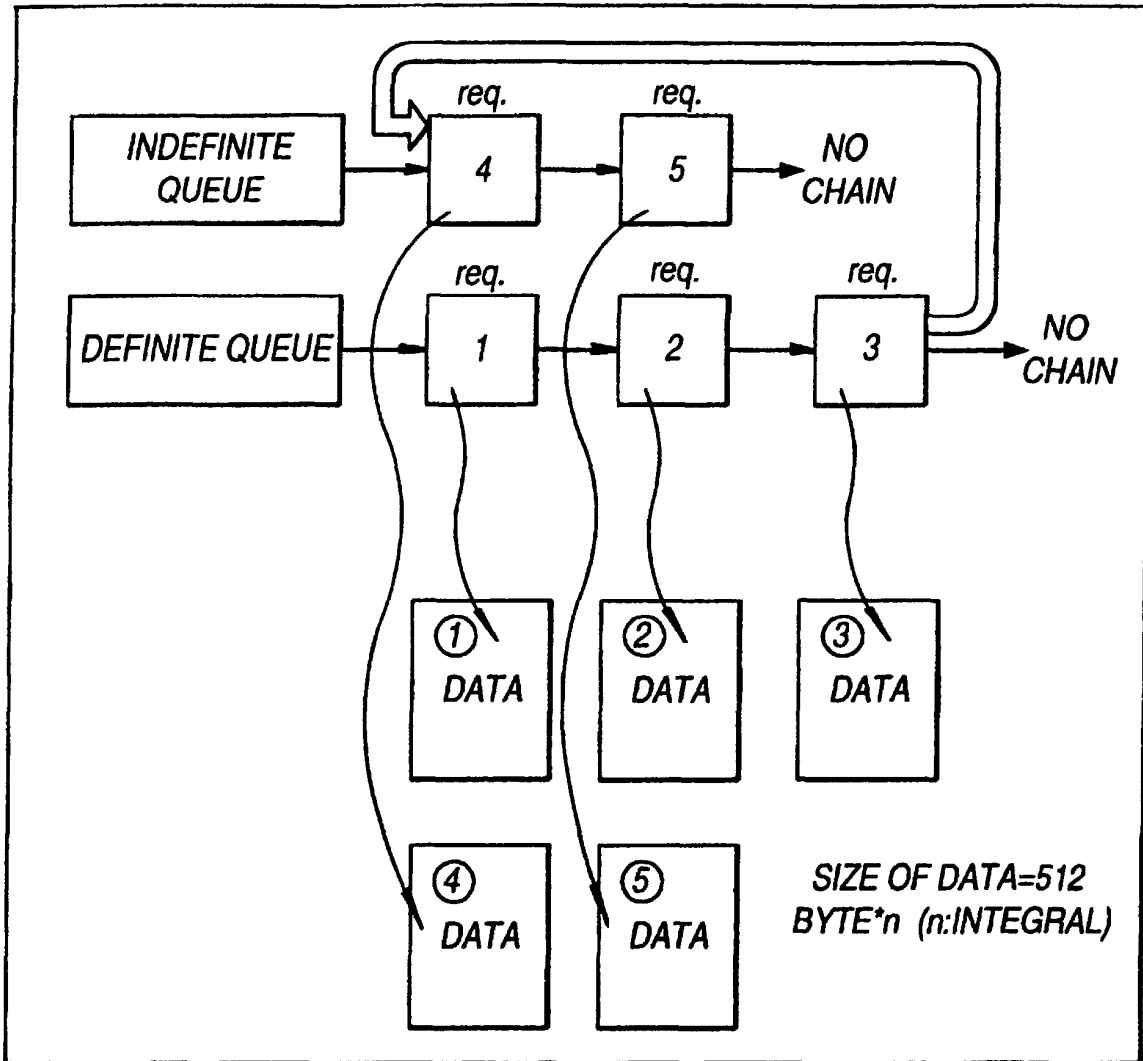 req.
req.
INDEFINITE
QUEUE
4
5
NO
CHAIN
req.
req.
req.
DEFINITE QUEUE
1
2
3
NO
CHAIN
①
DATA
②
DATA
③
DATA
④
DATA
⑤
DATA
SIZE OF DATA=512
BYTE*n (n:INTEGRAL)